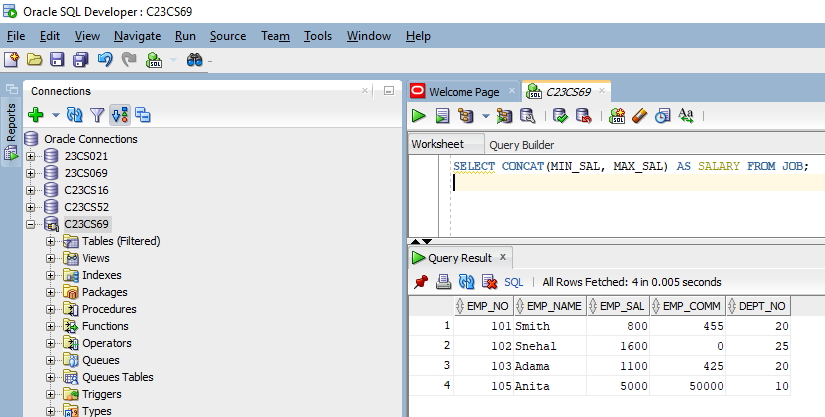 Oracle SQL Developer : C23CS69
File Edit View Navigate Run Source Team Tools Window Help
SQL
Reports
Connections
Oracle Connections
23CS021
23CS069
C23CS16
C23CS52
C23CS69
Tables (Filtered)
Views
Indexes
Packages
Procedures
Functions
Operators
Queues
Queues Tables
Triggers
Types
Welcome Page C23CS69
Worksheet Query Builder
SELECT CONCAT(MIN_SAL, MAX_SAL) AS SALARY FROM JOB;
Query Result x
SQL | All Rows Fetched: 4 in 0.005 seconds
EMP_NO EMP_NAME EMP_SAL EMP_COMM DEPT_NO
1 101 Smith 800 455 20
2 102 Snehal 1600 0 25
3 103 Adama 1100 425 20
4 105 Anita 5000 50000 10